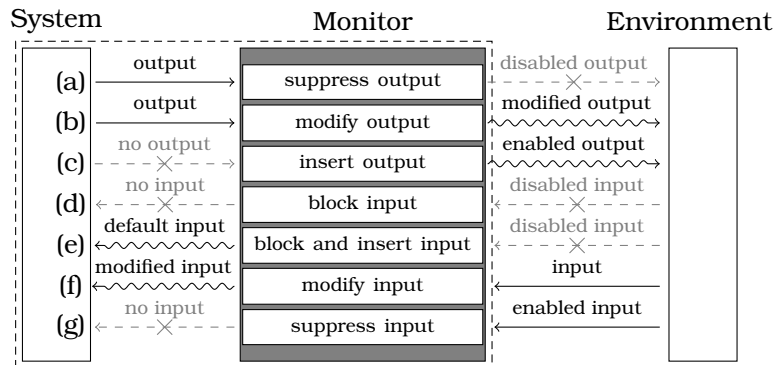 System Monitor Environment
(a) output suppress output disabled output
(b) output modify output modified output
(c) no output insert output enabled output
(d) no input block input disabled input
(e) default input block and insert input disabled input
(f) modified input modify input input
(g) no input suppress input enabled input